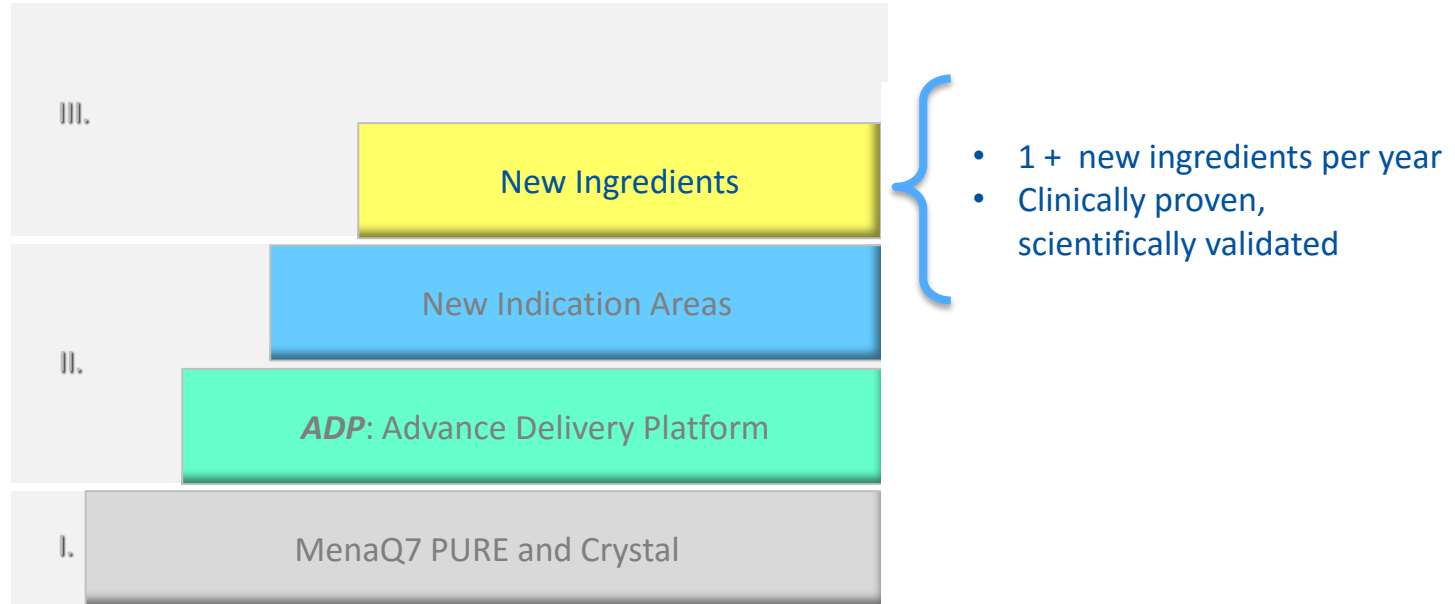 III.
New Ingredients
• 1 + new ingredients per year
• Clinically proven,
scientifically validated
New Indication Areas
II.
ADP: Advance Delivery Platform
I.
MenaQ7 PURE and Crystal